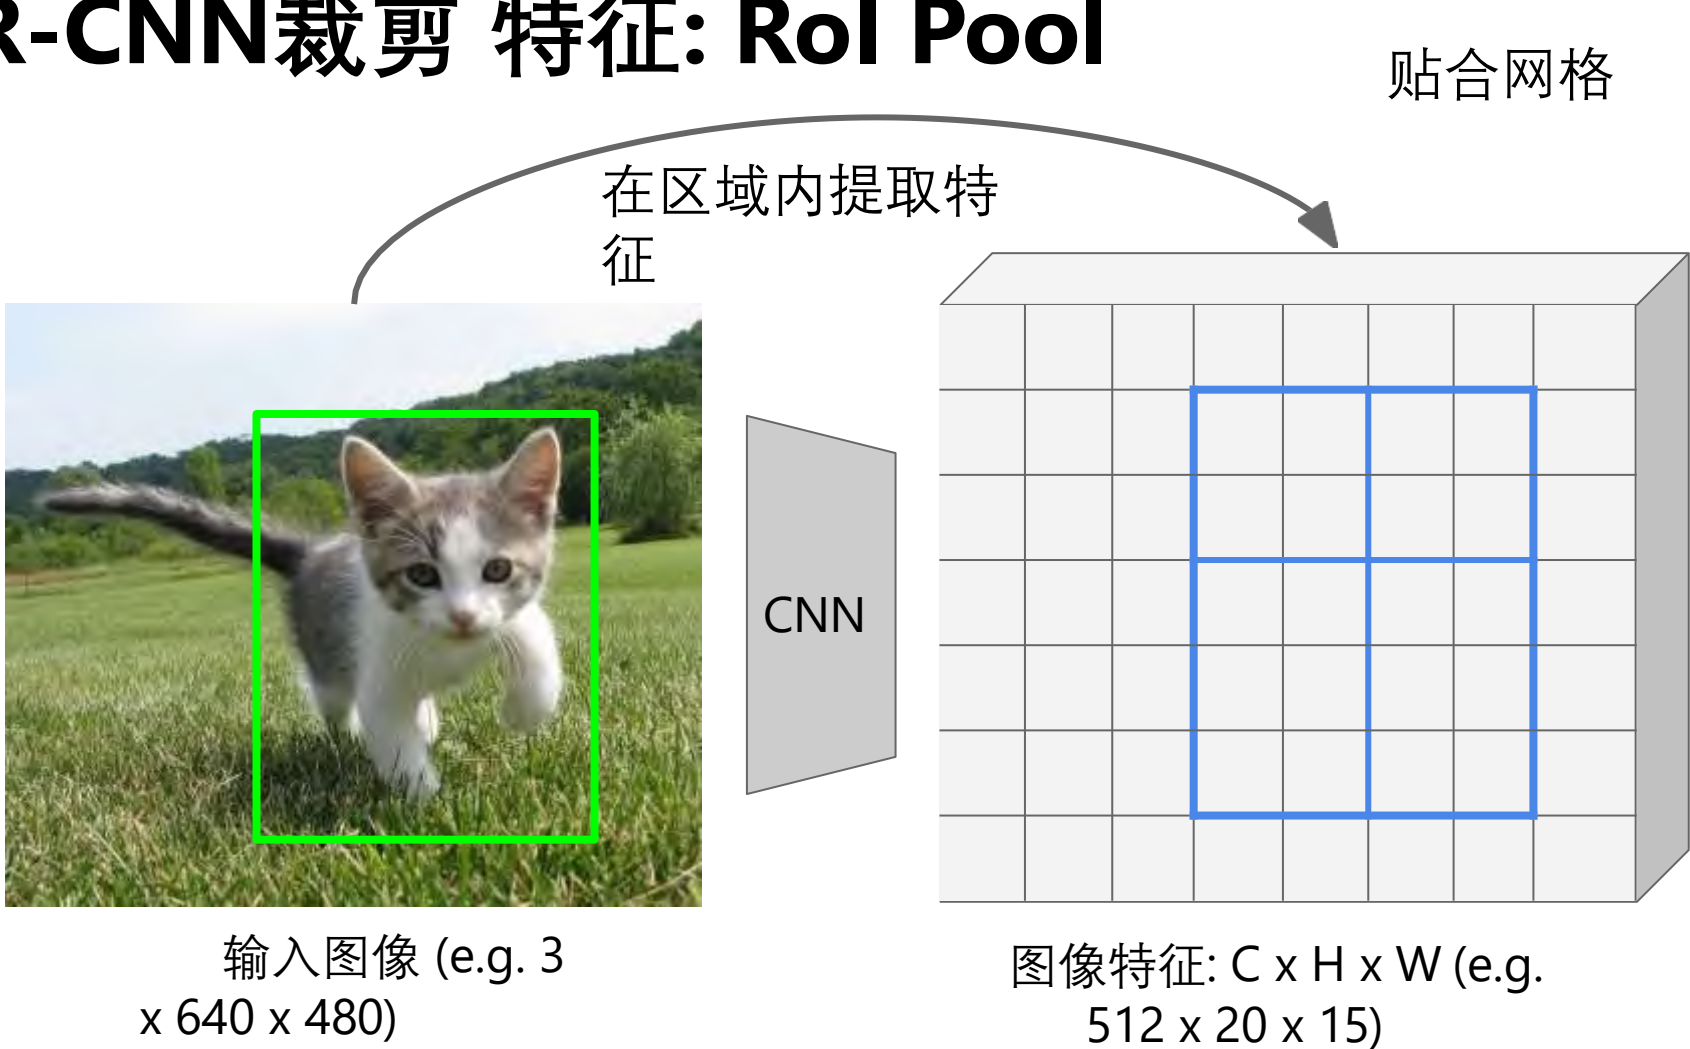 R-CNN裁剪 特征: RoI Pool
贴合网格
在区域内提取特
征
CNN
输入图像 (e.g. 3
x 640 x 480)
图像特征: C x H x W (e.g.
512 x 20 x 15)